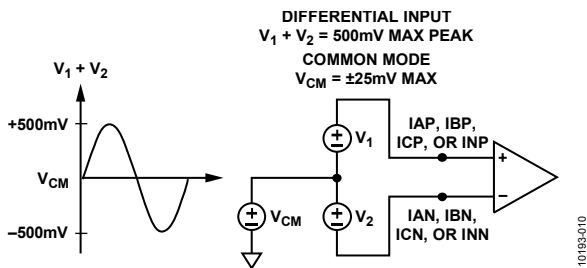 DIFFERENTIAL INPUT
V1 + V2 = 500mV MAX PEAK
COMMON MODE
VCM = ±25mV MAX
V1 + V2
+500mV
VCM
–500mV
V1
VCM
V2
IAP, IBP,
ICP, OR INP
+
–
IAN, IBN,
ICN, OR INN
10193-010